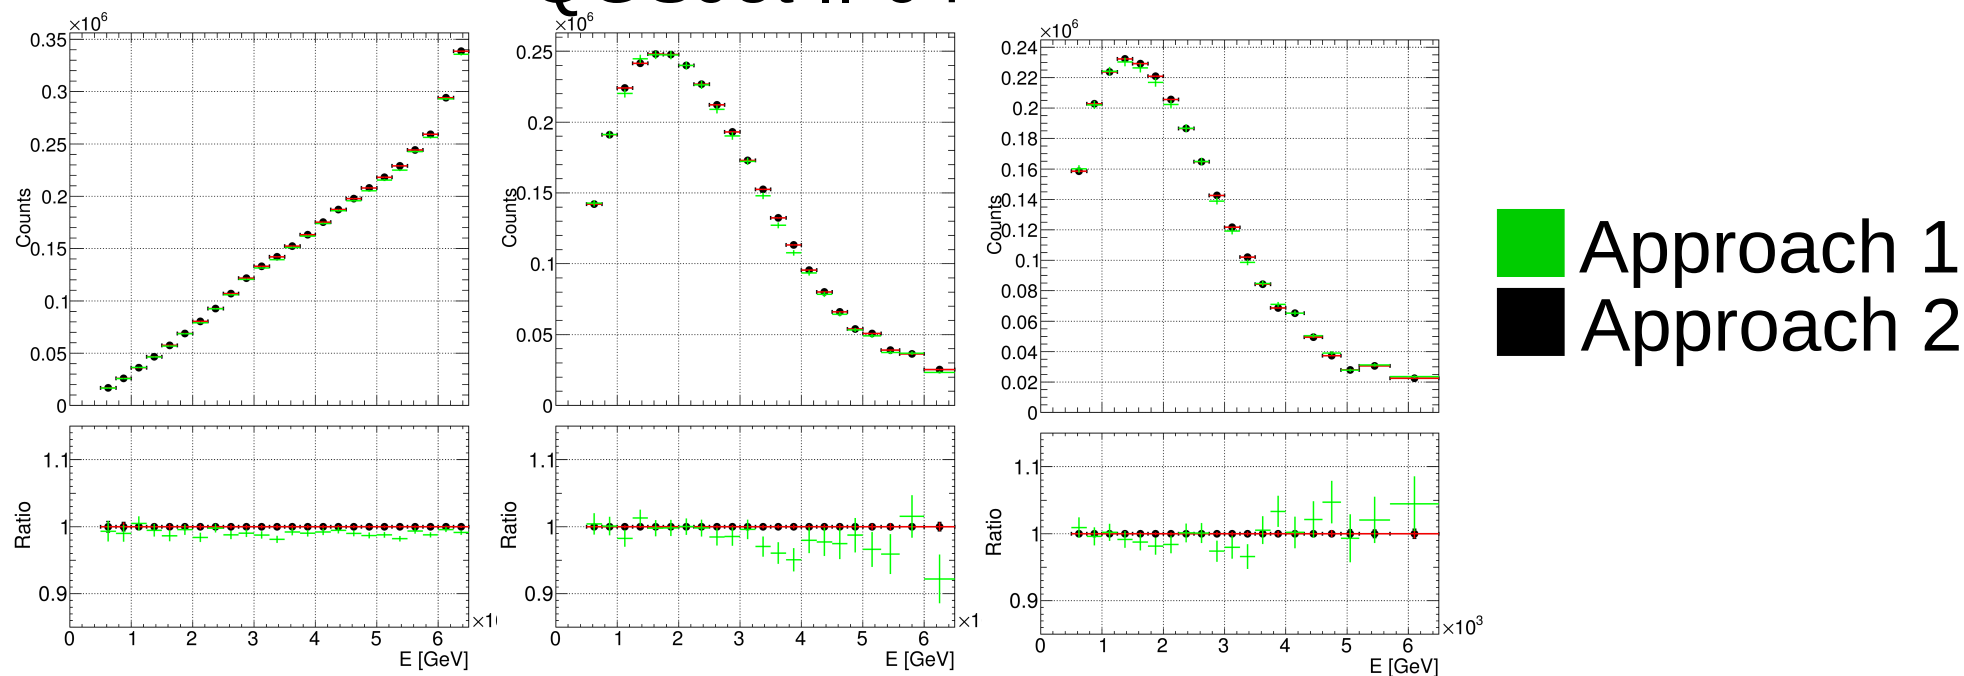 ×10⁶
0.35
0.3
0.25
0.2
0.15
0.1
0.05
0
Counts
1.1
1
0.9
Ratio
0 1 2 3 4 5 6
E [GeV]
×10⁶
0.25
0.2
0.15
0.1
0.05
0
Counts
1.1
1
0.9
Ratio
0 1 2 3 4 5 6
×1
E [GeV]
×10⁶
0.24
0.22
0.2
0.18
0.16
0.14
0.12
0.1
0.08
0.06
0.04
0.02
0
Counts
1.1
1
0.9
Ratio
0 1 2 3 4 5 6
×10³
E [GeV]
Approach 1
Approach 2